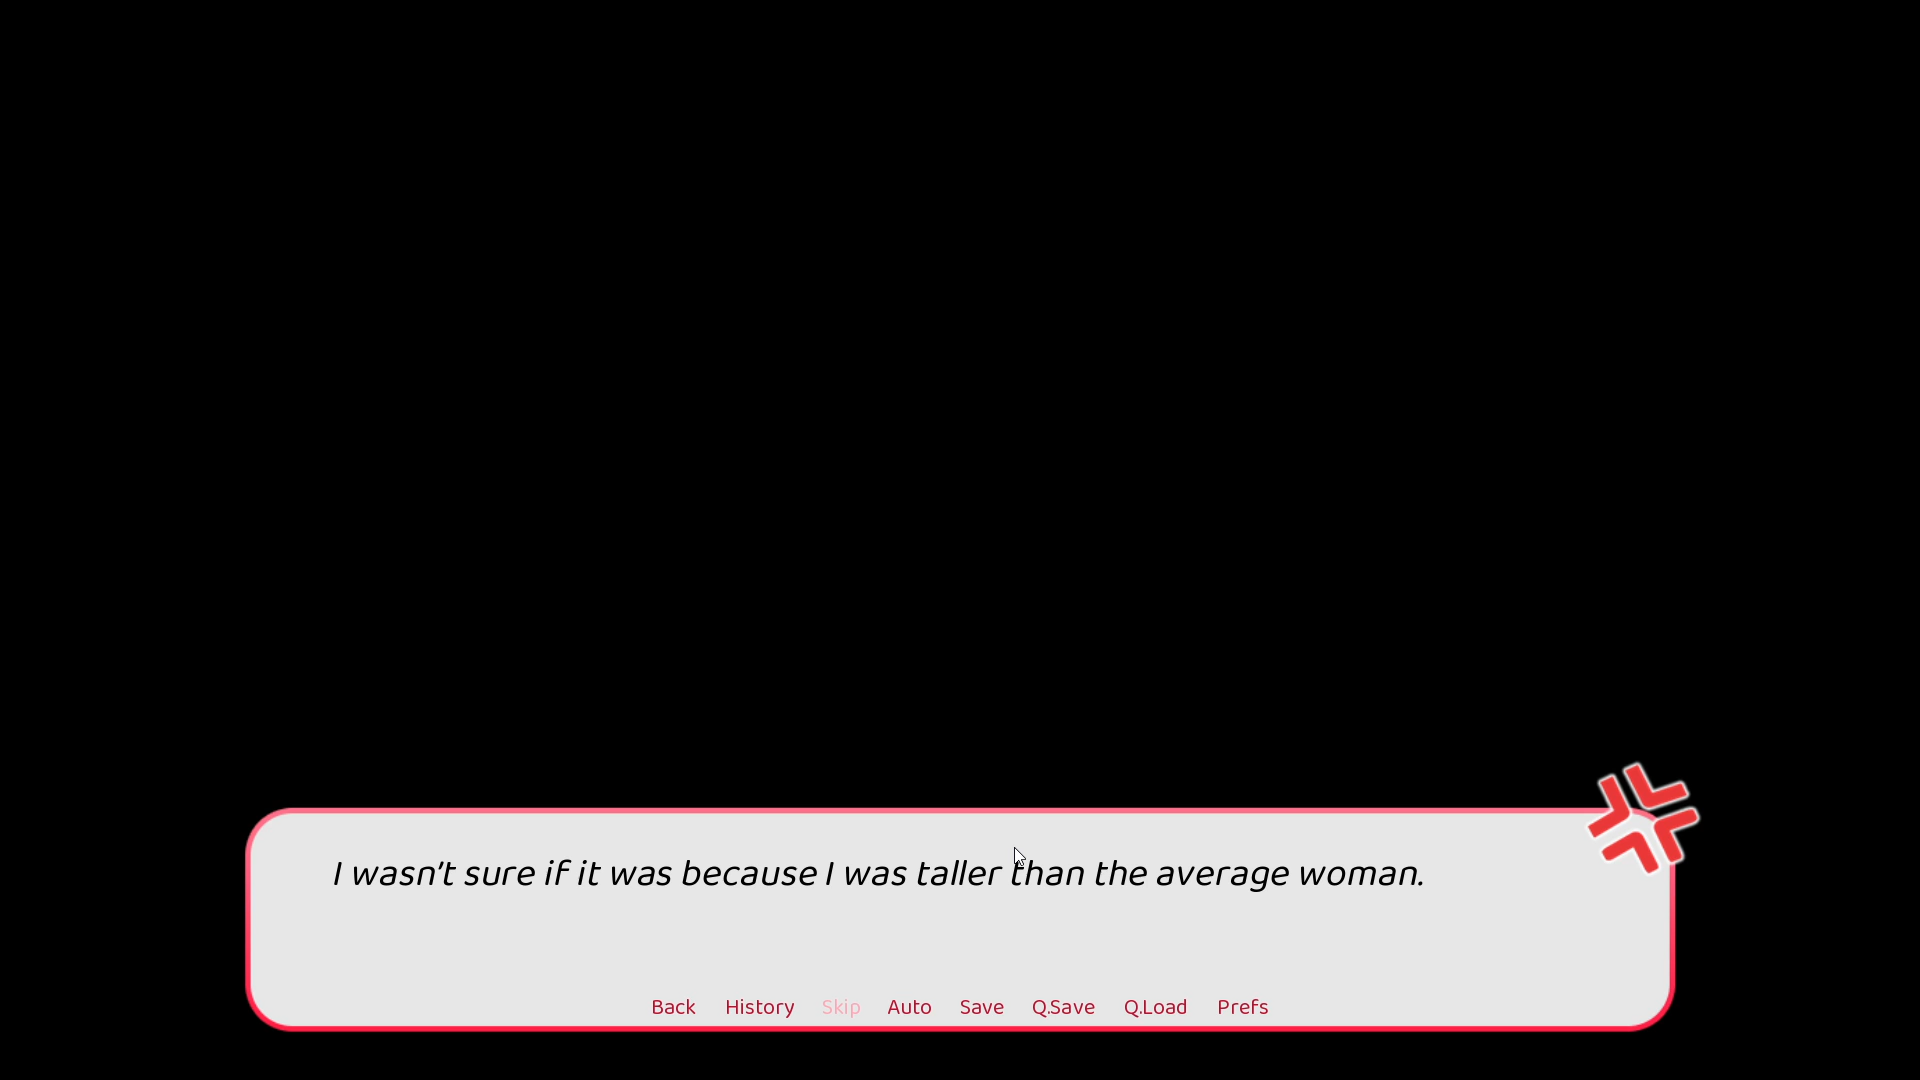 I wasn't sure if it was because I was taller than the average woman.
Back History Skip Auto Save Q.Save Q.Load Prefs